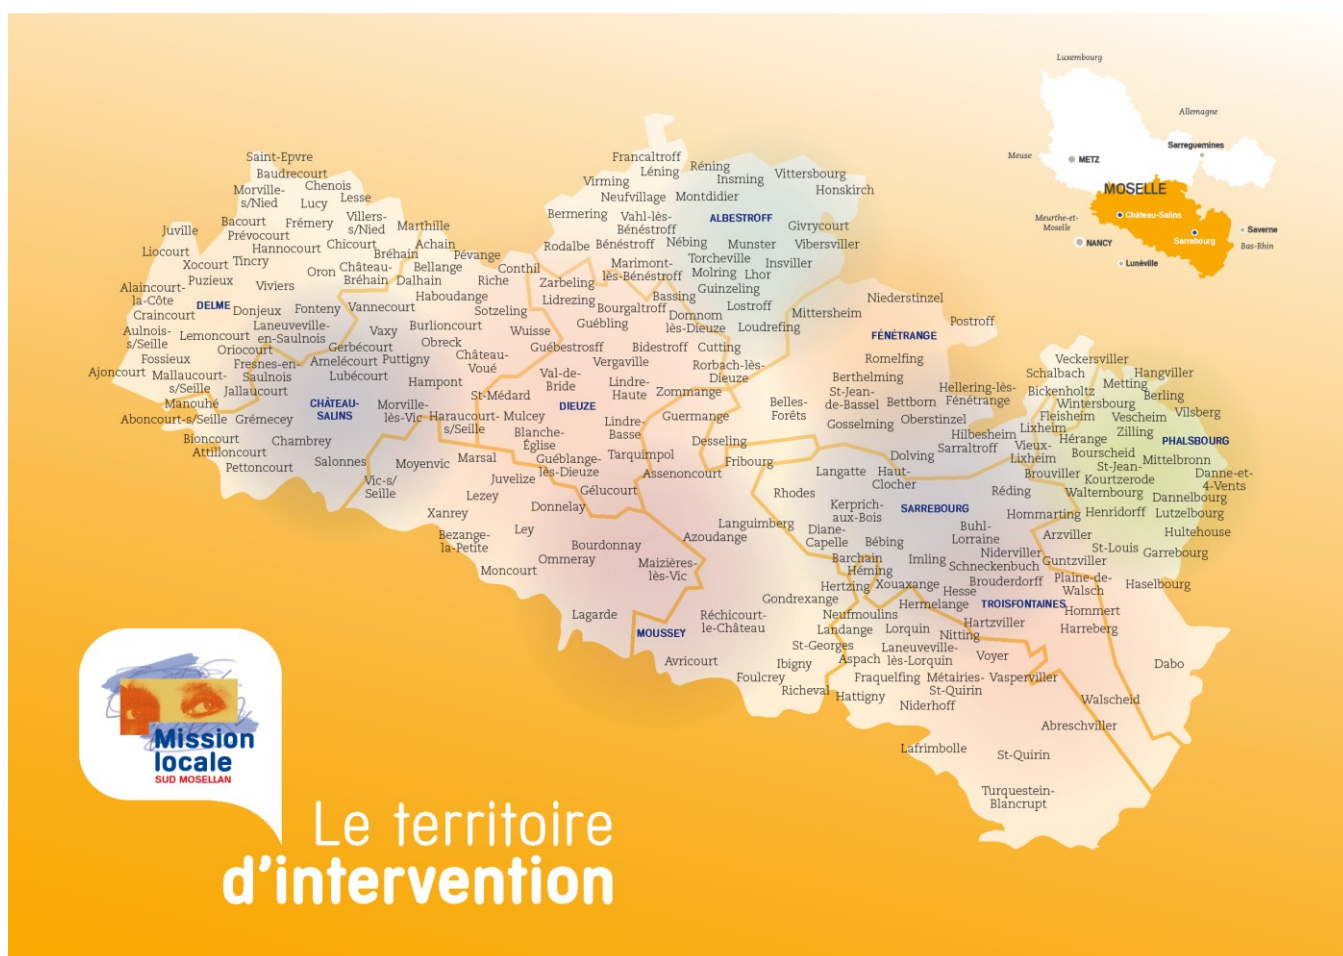 Luxembourg
Allemagne
Meuse
METZ
Sarreguemines
MOSELLE
Château-Salins
Meurthe-et-
Moselle
NANCY
Sarrebourg
Saverne
Bas-Rhin
Lunéville
Saint-Epvre
Baudrecourt
Morville-
s/Nied
Chenois
Lucy
Lesse
Juville
Bacourt
Prévocourt
Frémery
Villers-
s/Nied
Marthille
Liocourt
Hannocourt
Chicourt
Achain
Bréhain
Pévange
Xocourt
Tincry
Oron
Château-
Bréhain
Bellange
Dalhain
Conthil
Riche
Puzieux
Viviers
Haboudange
Alaincourt-
la-Côte
DELME
Donjeux
Fonteny
Vannecourt
Sotzeling
Craincourt
Aulnois-
s/Seille
Lemoncourt
Laneuveville-
en-Saulnois
Vaxy
Burlioncourt
Wuisse
Oriocourt
Gerbécourt
Obreck
Fossieux
Fresnes-en-
Saulnois
Amelécourt
Puttigny
Château-
Voué
Ajoncourt
Mallaucourt-
s/Seille
Jallaucourt
Lubécourt
Hampont
St-Médard
Manouhé
CHÂTEAU-
SALINS
Morville-
lès-Vic
Haraucourt-
s/Seille
Aboncourt-s/Seille
Grémecey
Bioncourt
Attilloncourt
Chambrey
Pettoncourt
Salonnes
Moyenvic
Marsal
Vic-s/
Seille
Juvelize
Lezey
Xanrey
Donnelay
Bezange-
la-Petite
Ley
Bourdonnay
Ommeray
Moncourt
Maizières-
lès-Vic
Lagarde
Francaltroff
Léning
Réning
Insming
Vittersbourg
Honskirch
Virming
Neufvillage
Montdidier
Bermering
Vahl-lès-
Bénéstroff
ALBESTROFF
Givrycourt
Rodalbe
Bénéstroff
Nébing
Munster
Vibersviller
Marimont-
lès-Bénéstroff
Torcheville
Insviller
Molring
Lhor
Zarbeling
Guinzeling
Lidrezing
Bassing
Lostroff
Bourgaltroff
Domnom
lès-Dieuze
Mittersheim
Guébling
Loudrefing
Guébestrosff
Bidestroff
Cutting
Vergaville
Rorbach-lès-
Dieuze
Val-de-
Bride
Lindre-
Haute
Zommange
DIEUZE
Mulcey
Lindre-
Basse
Guermange
Blanche-
Église
Desseling
Guéblange-
lès-Dieuze
Tarquimpol
Assenoncourt
Fribourg
Gélucourt
Languimberg
Azoudange
Rhodes
Belles-
Forêts
Niederstinzel
Postroff
FÉNÉTRANGE
Romelfing
Berthelming
St-Jean-
de-Bassel
Bettborn
Hellering-lès-
Fénétrange
Gosselming
Oberstinzel
Hilbesheim
Sarraltroff
Dolving
Langatte
Haut-
Clocher
Réding
Kerprich-
aux-Bois
SARREBOURG
Hommarting
Diane-
Capelle
Bébing
Buhl-
Lorraine
Barchain
Imling
Niderviller
Schneckenbuch
Héming
Hertzing
Xouaxange
Brouderdorff
Hesse
Gondrexange
Hermelange
TROISFONTAINES
Neufmoulins
Hartzviller
Landange
Lorquin
Nitting
MOUSSEY
Réchicourt-
le-Château
St-Georges
Laneuveville-
lès-Lorquin
Voyer
Aspach
Avricourt
Ibigny
Foulcrey
Fraquelfing
Métairies-
St-Quirin
Vasperviller
Richeval
Hattigny
Niderhoff
Lafrimbolle
St-Quirin
Abreschviller
Turquestein-
Blancrupt
Walscheid
Dabo
Veckersviller
Schalbach
Hangviller
Metting
Bickenholtz
Berling
Wintersbourg
Fleisheim
Vescheim
Vilsberg
Lixheim
Zilling
Hérange
PHALSBOURG
Vieux-
Lixheim
Bourscheid
Mittelbronn
Brouviller
St-Jean-
Kourtzerode
Danne-et-
4-Vents
Waltembourg
Dannelbourg
Henridorff
Lutzelbourg
Arzviller
Hultehouse
St-Louis
Garrebourg
Guntzviller
Plaine-de-
Walsch
Haselbourg
Hommert
Harreberg
Mission
locale
SUD MOSELLAN
Le territoire
d'intervention